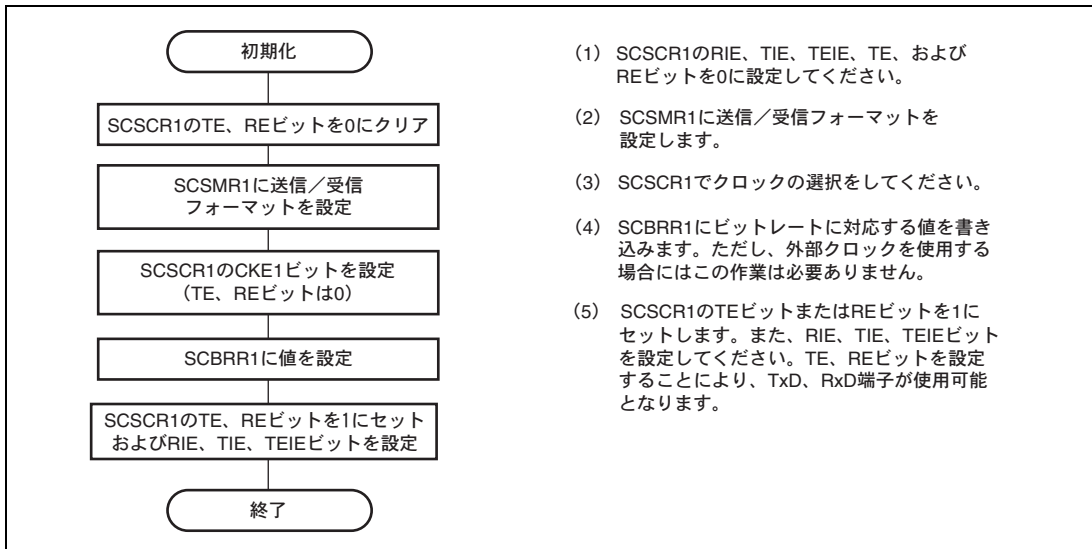 初期化
SCSCR1のTE、REビットを0にクリア
SCSMR1に送信／受信
フォーマットを設定
SCSCR1のCKE1ビットを設定
（TE、REビットは0）
SCBRR1に値を設定
SCSCR1のTE、REビットを1にセット
およびRIE、TIE、TEIEビットを設定
終了
（1） SCSCR1のRIE、TIE、TEIE、TE、および
REビットを0に設定してください。
（2） SCSMR1に送信／受信フォーマットを
設定します。
（3） SCSCR1でクロックの選択をしてください。
（4） SCBRR1にビットレートに対応する値を書き
込みます。ただし、外部クロックを使用する
場合にはこの作業は必要ありません。
（5） SCSCR1のTEビットまたはREビットを1に
セットします。また、RIE、TIE、TEIEビット
を設定してください。TE、REビットを設定
することにより、TxD、RxD端子が使用可能
となります。